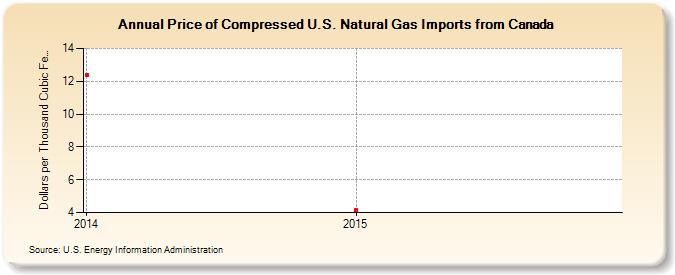 Annual Price of Compressed U.S. Natural Gas Imports from Canada
Dollars per Thousand Cubic Fe...
14
12
10
8
6
4
2014
2015
Source: U.S. Energy Information Administration